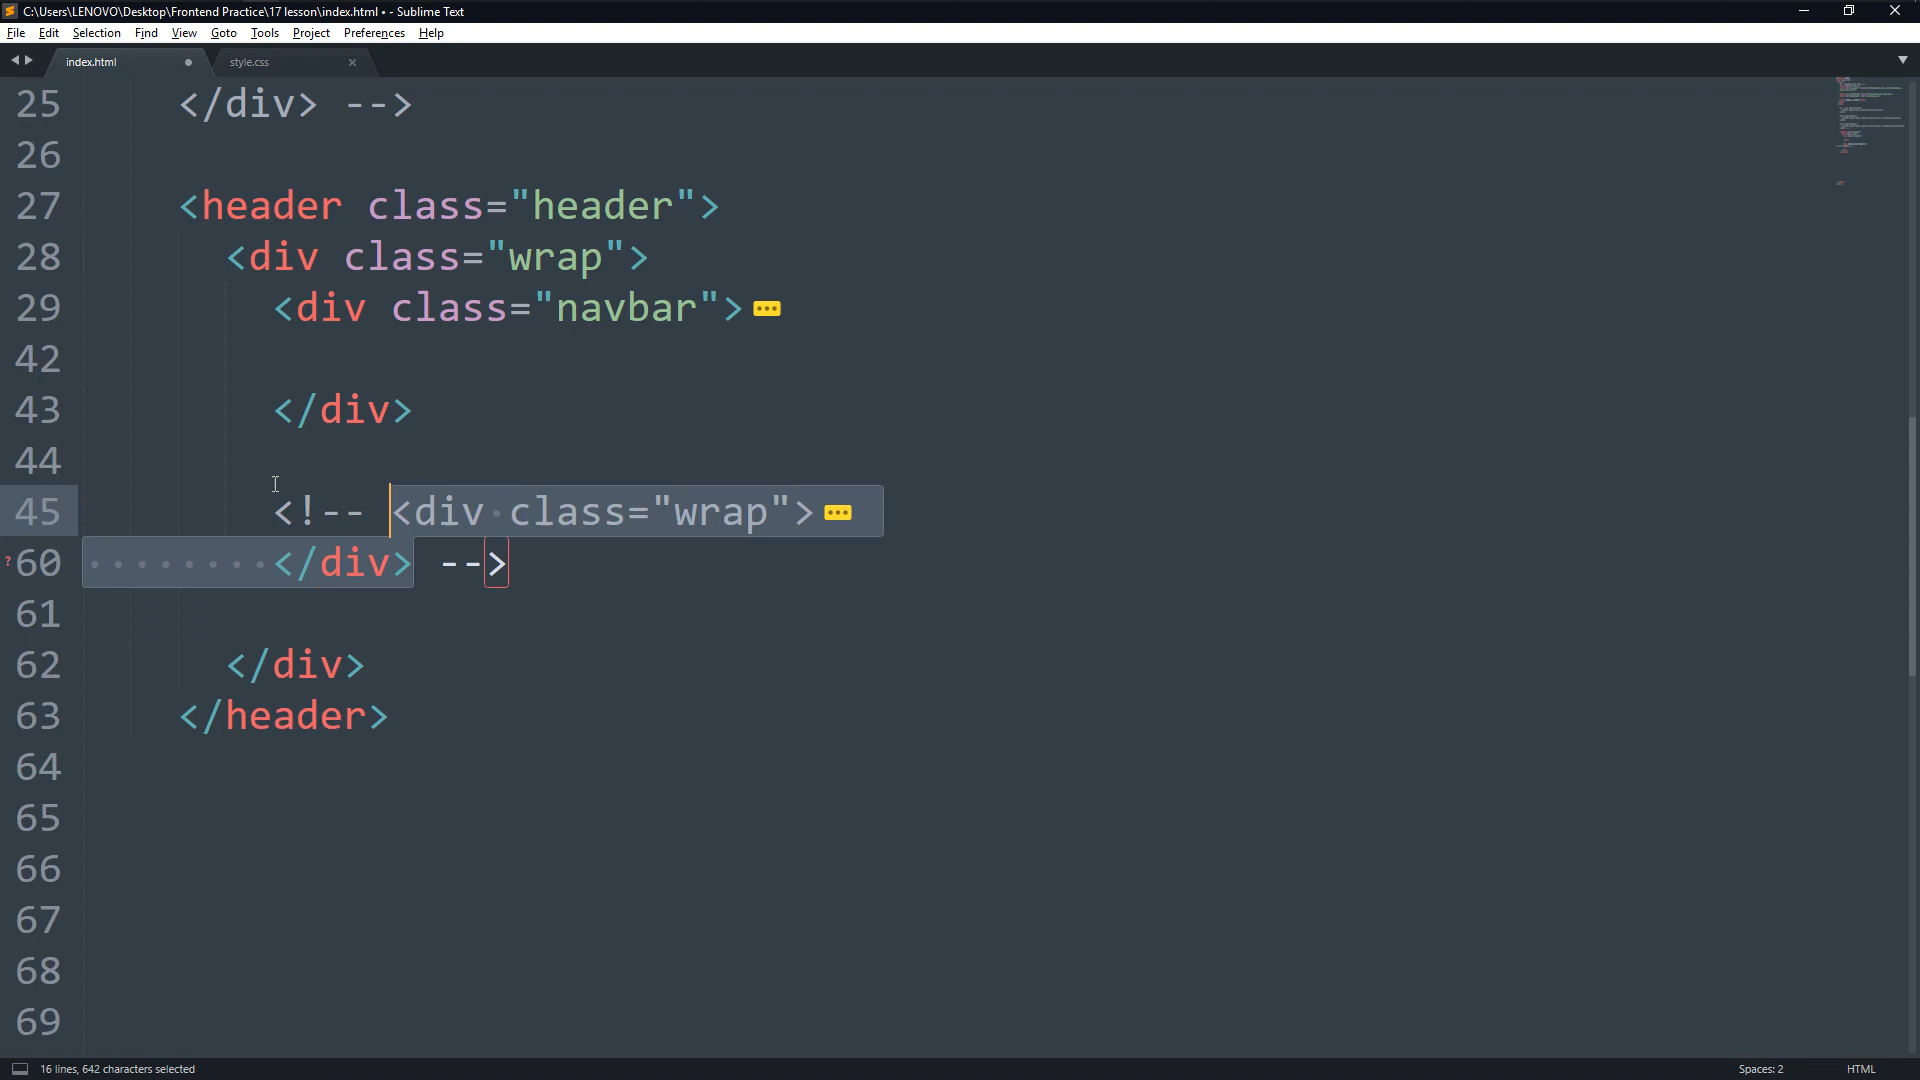 C:\Users\LENOVO\Desktop\Frontend Practice\17 lesson\index.html • - Sublime Text
File Edit Selection Find View Goto Tools Project Preferences Help
index.html style.css
25 </div> -->
26
27 <header class="header">
28 <div class="wrap">
29 <div class="navbar">
42
43 </div>
44
45 <!-- <div class="wrap">
?60 </div> -->
61
62 </div>
63 </header>
64
65
66
67
68
69
16 lines, 642 characters selected Spaces: 2 HTML